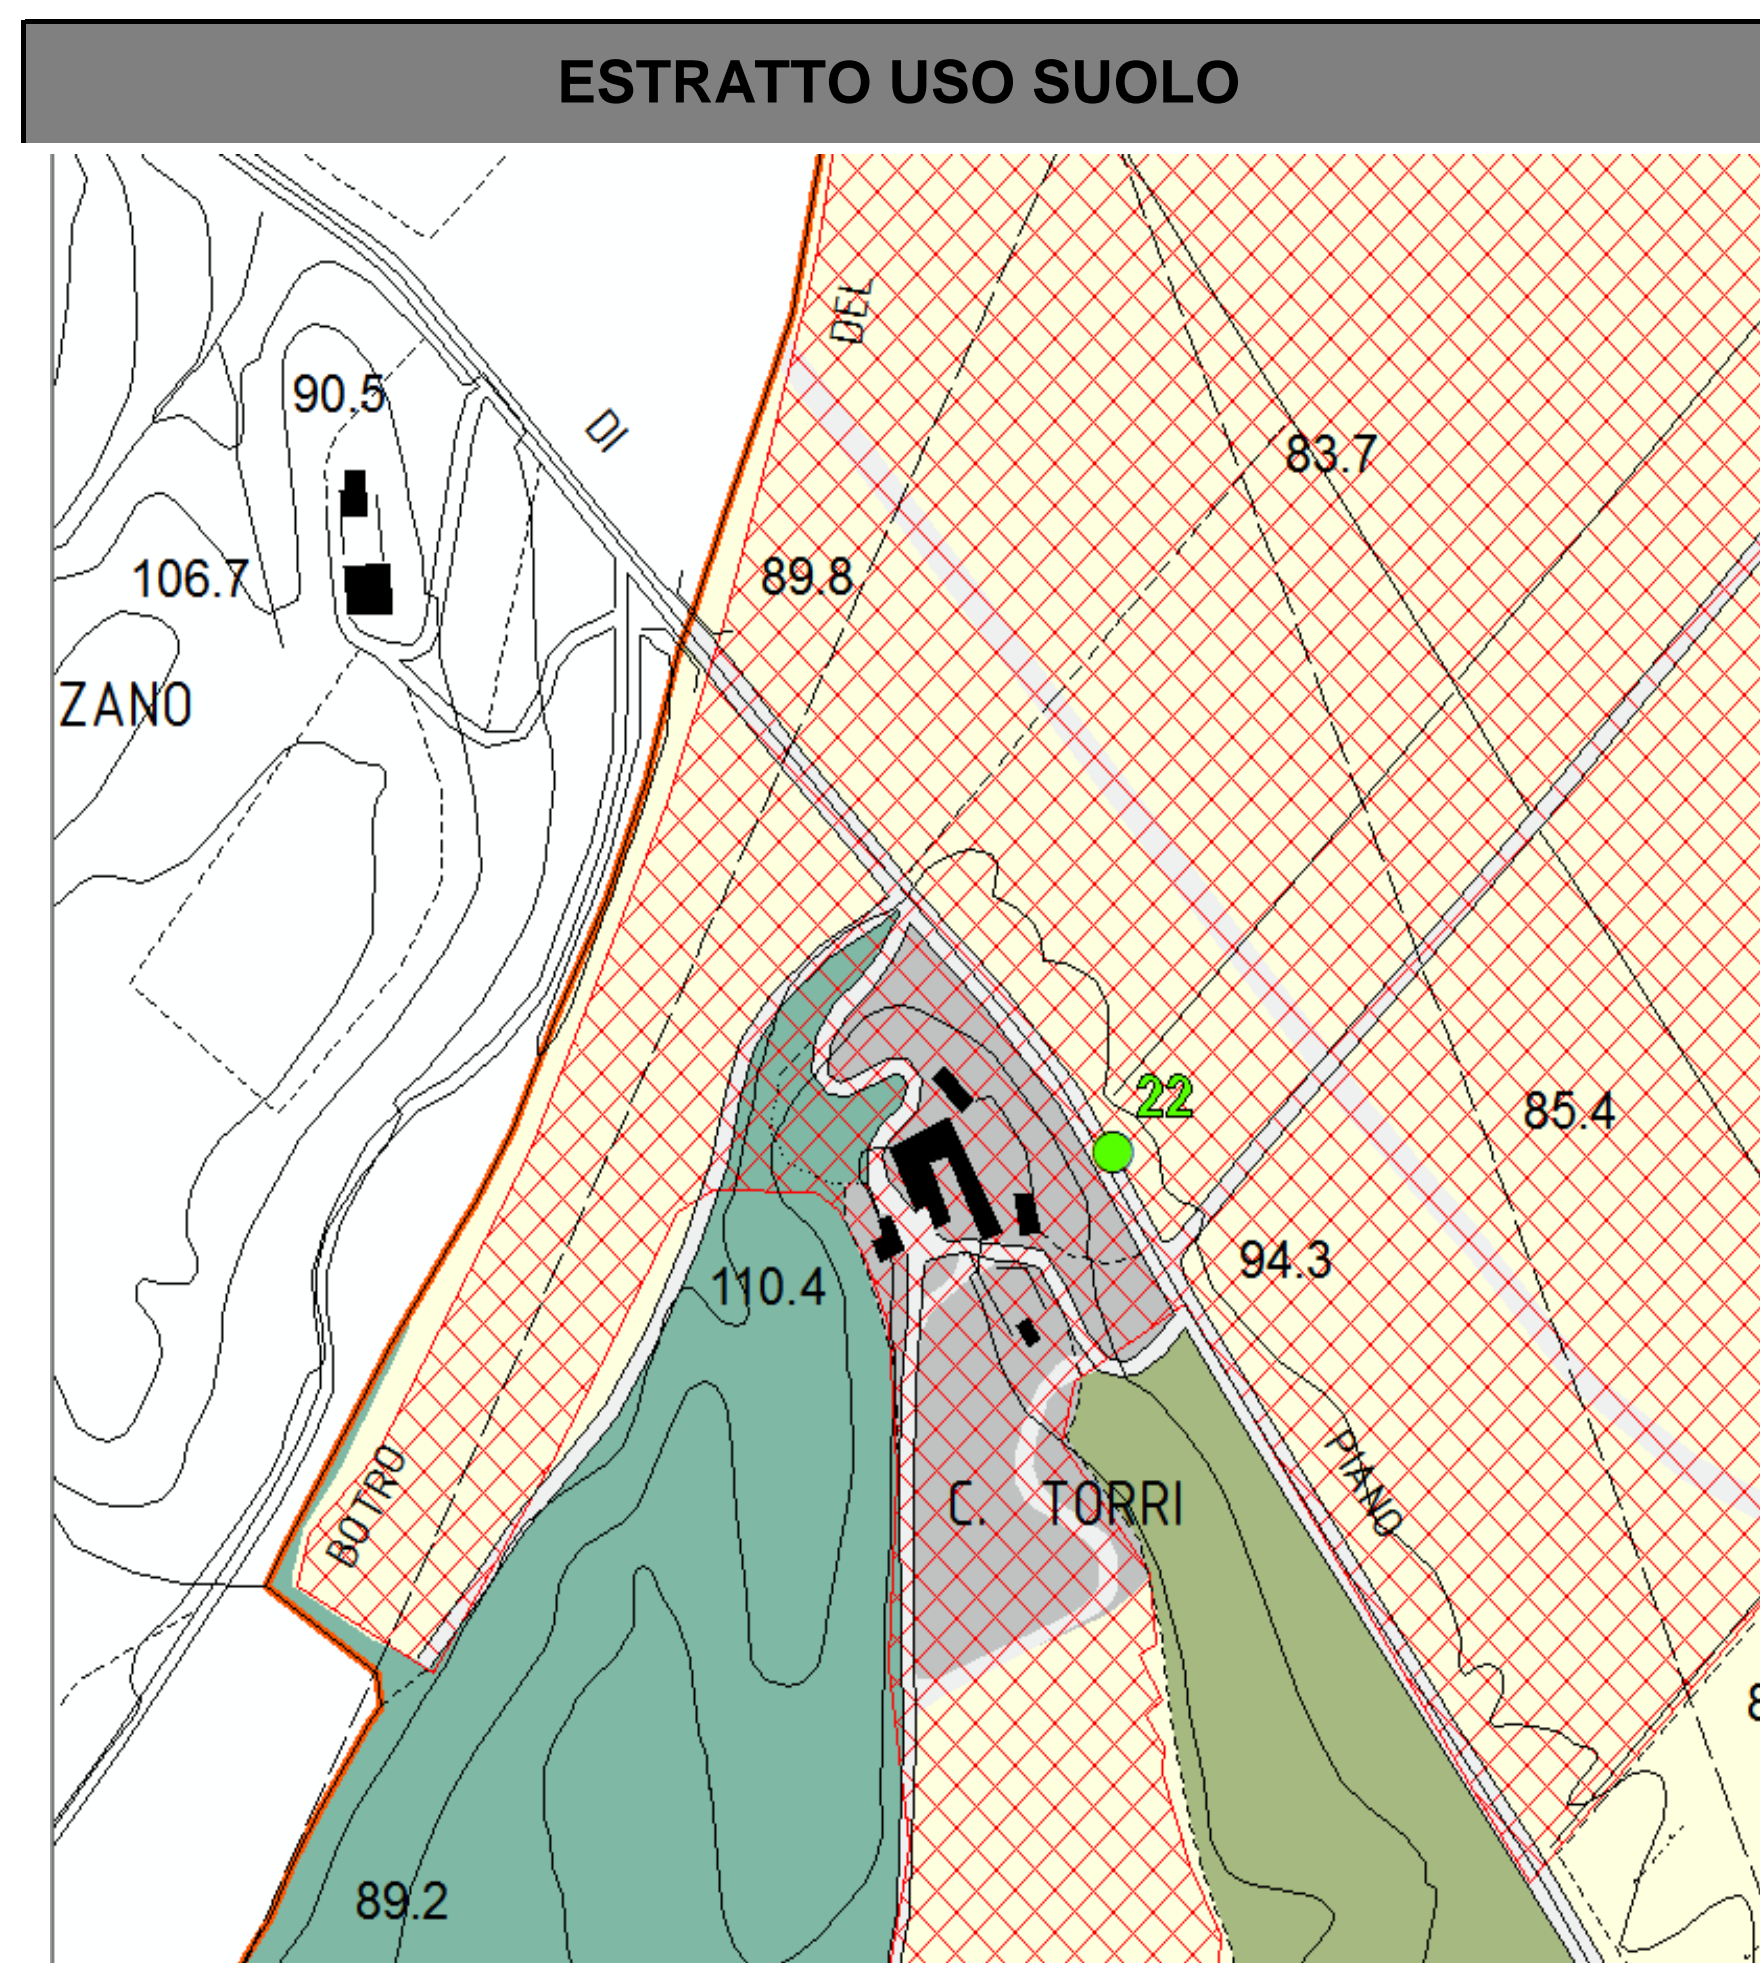 ESTRATTO USO SUOLO
DEL
90.5
DI
83.7
89.8
106.7
ZANO
22
85.4
94.3
110.4
PIANO
BOTRO
C. TORRI
8
89.2